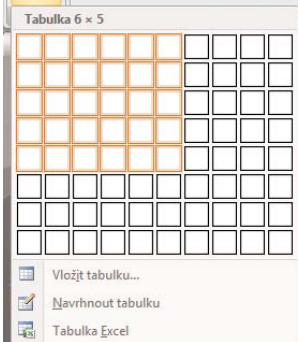 Tabulka 6 × 5
Vložit tabulku...
Navrhnout tabulku
Tabulka Excel